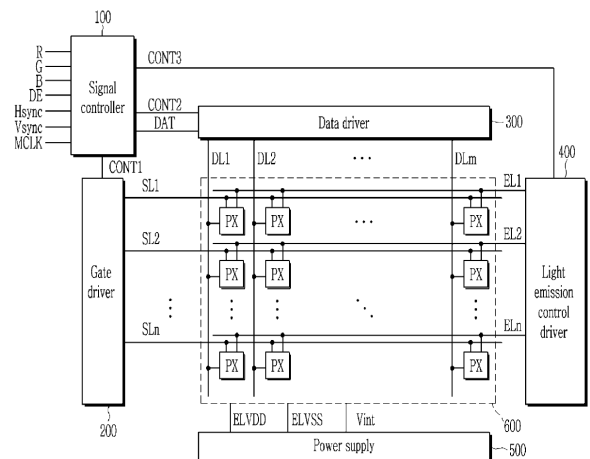 100
R
G
B
DE
Hsync
Vsync
MCLK
Signal
controller
CONT3
CONT2
DAT
Data driver
300
CONT1
DL1
DL2
DLm
400
SL1
EL1
PX
PX
PX
SL2
EL2
PX
PX
PX
Gate
driver
Light
emission
control
driver
SLn
ELn
PX
PX
PX
200
ELVDD
ELVSS
Vint
600
Power supply
500